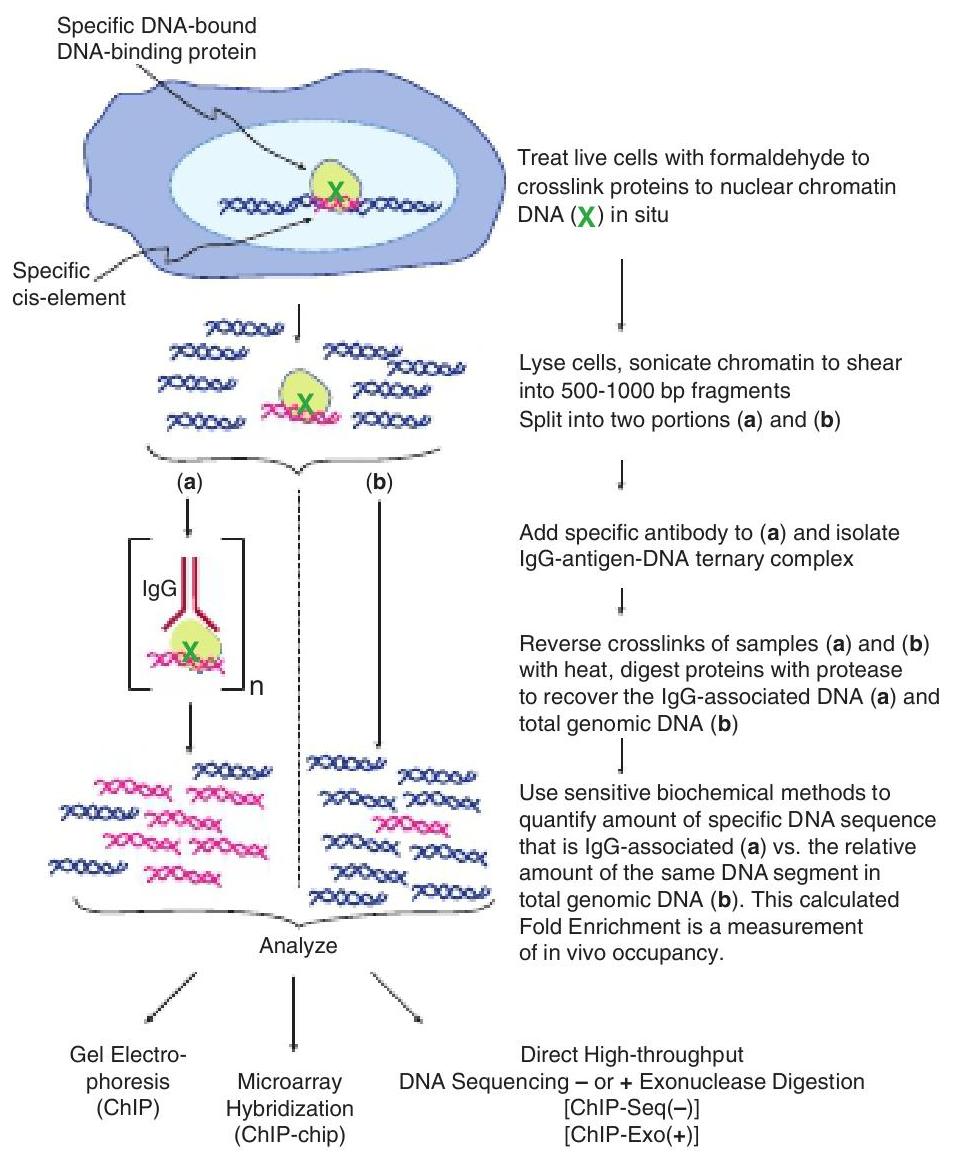 Specific DNA-bound
DNA-binding protein
X
Treat live cells with formaldehyde to
crosslink proteins to nuclear chromatin
DNA (X) in situ
Specific
cis-element
X
Lyse cells, sonicate chromatin to shear
into 500-1000 bp fragments
Split into two portions (a) and (b)
(a)
(b)
Add specific antibody to (a) and isolate
IgG-antigen-DNA ternary complex
IgG
X
n
Reverse crosslinks of samples (a) and (b)
with heat, digest proteins with protease
to recover the IgG-associated DNA (a) and
total genomic DNA (b)
Use sensitive biochemical methods to
quantify amount of specific DNA sequence
that is IgG-associated (a) vs. the relative
amount of the same DNA segment in
total genomic DNA (b). This calculated
Fold Enrichment is a measurement
of in vivo occupancy.
Analyze
Gel Electro-
phoresis
(ChIP)
Microarray
Hybridization
(ChIP-chip)
Direct High-throughput
DNA Sequencing – or + Exonuclease Digestion
[ChIP-Seq(–)]
[ChIP-Exo(+)]